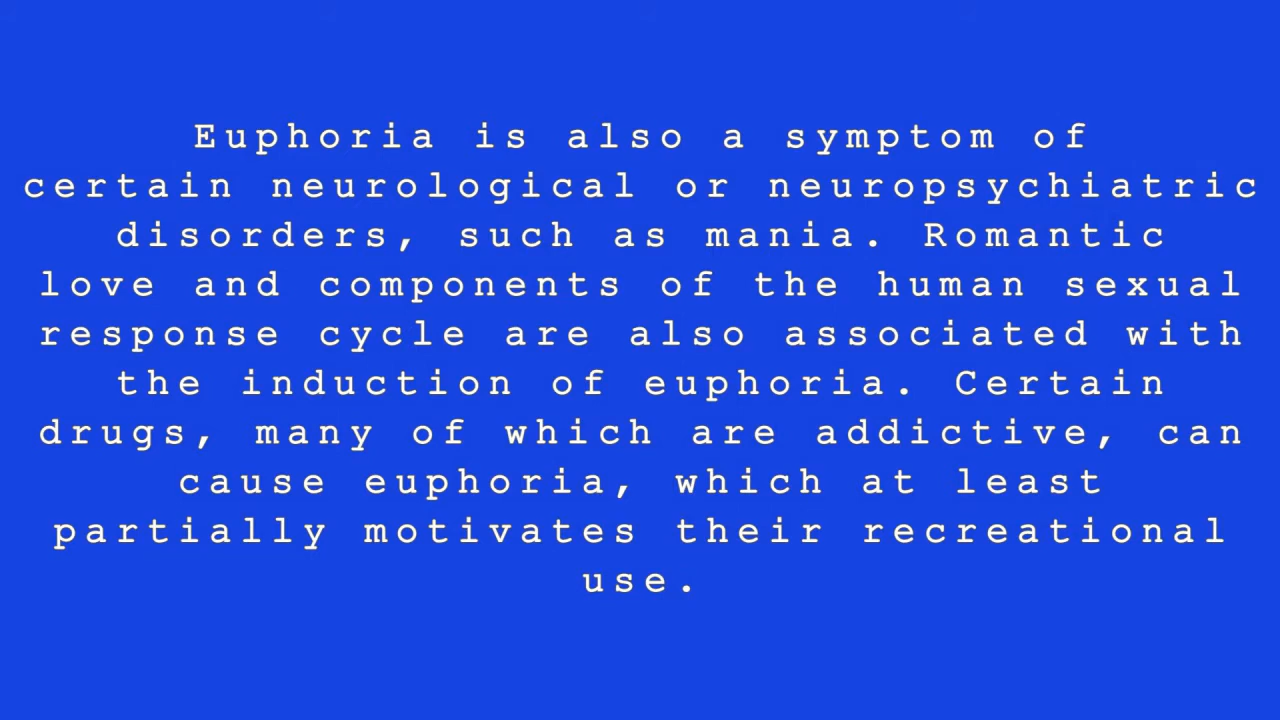 Euphoria is also a symptom of
certain neurological or neuropsychiatric
disorders, such as mania. Romantic
love and components of the human sexual
response cycle are also associated with
the induction of euphoria. Certain
drugs, many of which are addictive, can
cause euphoria, which at least
partially motivates their recreational
use.